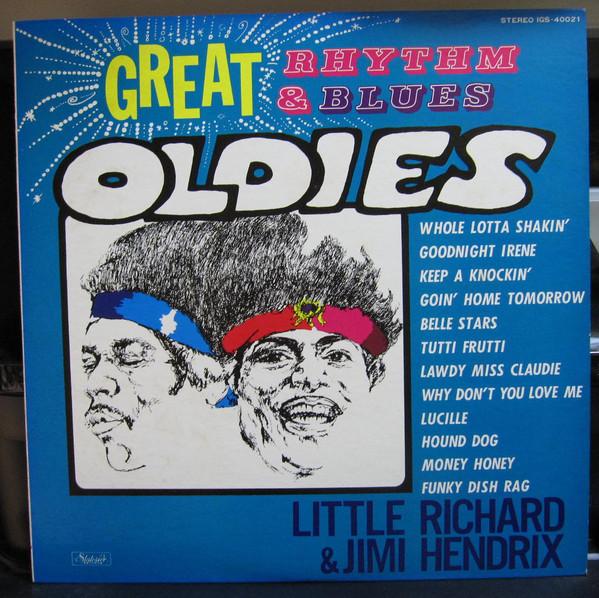 STEREO IGS-40021
GREAT RHYTHM
& BLUES
OLDIES
WHOLE LOTTA SHAKIN'
GOODNIGHT IRENE
KEEP A KNOCKIN'
GOIN' HOME TOMORROW
BELLE STARS
TUTTI FRUTTI
LAWDY MISS CLAUDIE
WHY DON'T YOU LOVE ME
LUCILLE
HOUND DOG
MONEY HONEY
FUNKY DISH RAG
LITTLE RICHARD
& JIMI HENDRIX